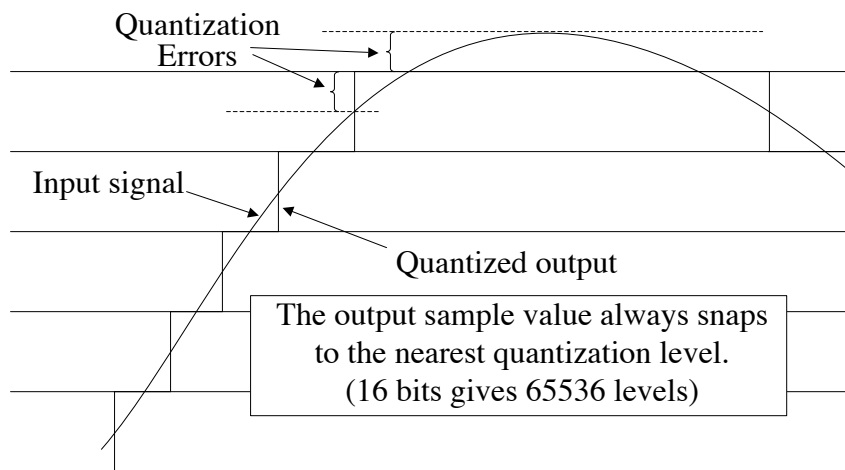 Quantization
Errors
Input signal
Quantized output
The output sample value always snaps
to the nearest quantization level.
(16 bits gives 65536 levels)